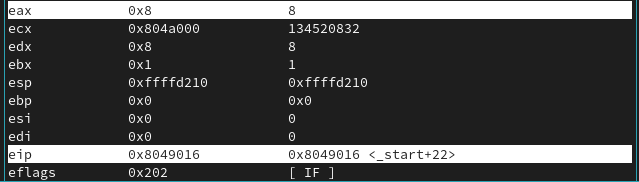 eax 0x8 8
ecx 0x804a000 134520832
edx 0x8 8
ebx 0x1 1
esp 0xffffd210 0xffffd210
ebp 0x0 0x0
esi 0x0 0
edi 0x0 0
eip 0x8049016 0x8049016 <_start+22>
eflags 0x202 [ IF ]